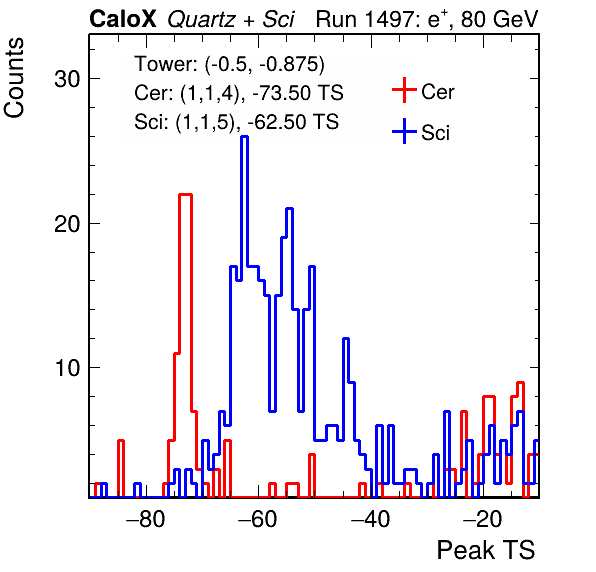 CaloX Quartz + Sci Run 1497: e+, 80 GeV
Counts
Tower: (-0.5, -0.875)
Cer: (1,1,4), -73.50 TS
Sci: (1,1,5), -62.50 TS
Cer
Sci
30
20
10
−80 −60 −40 −20
Peak TS